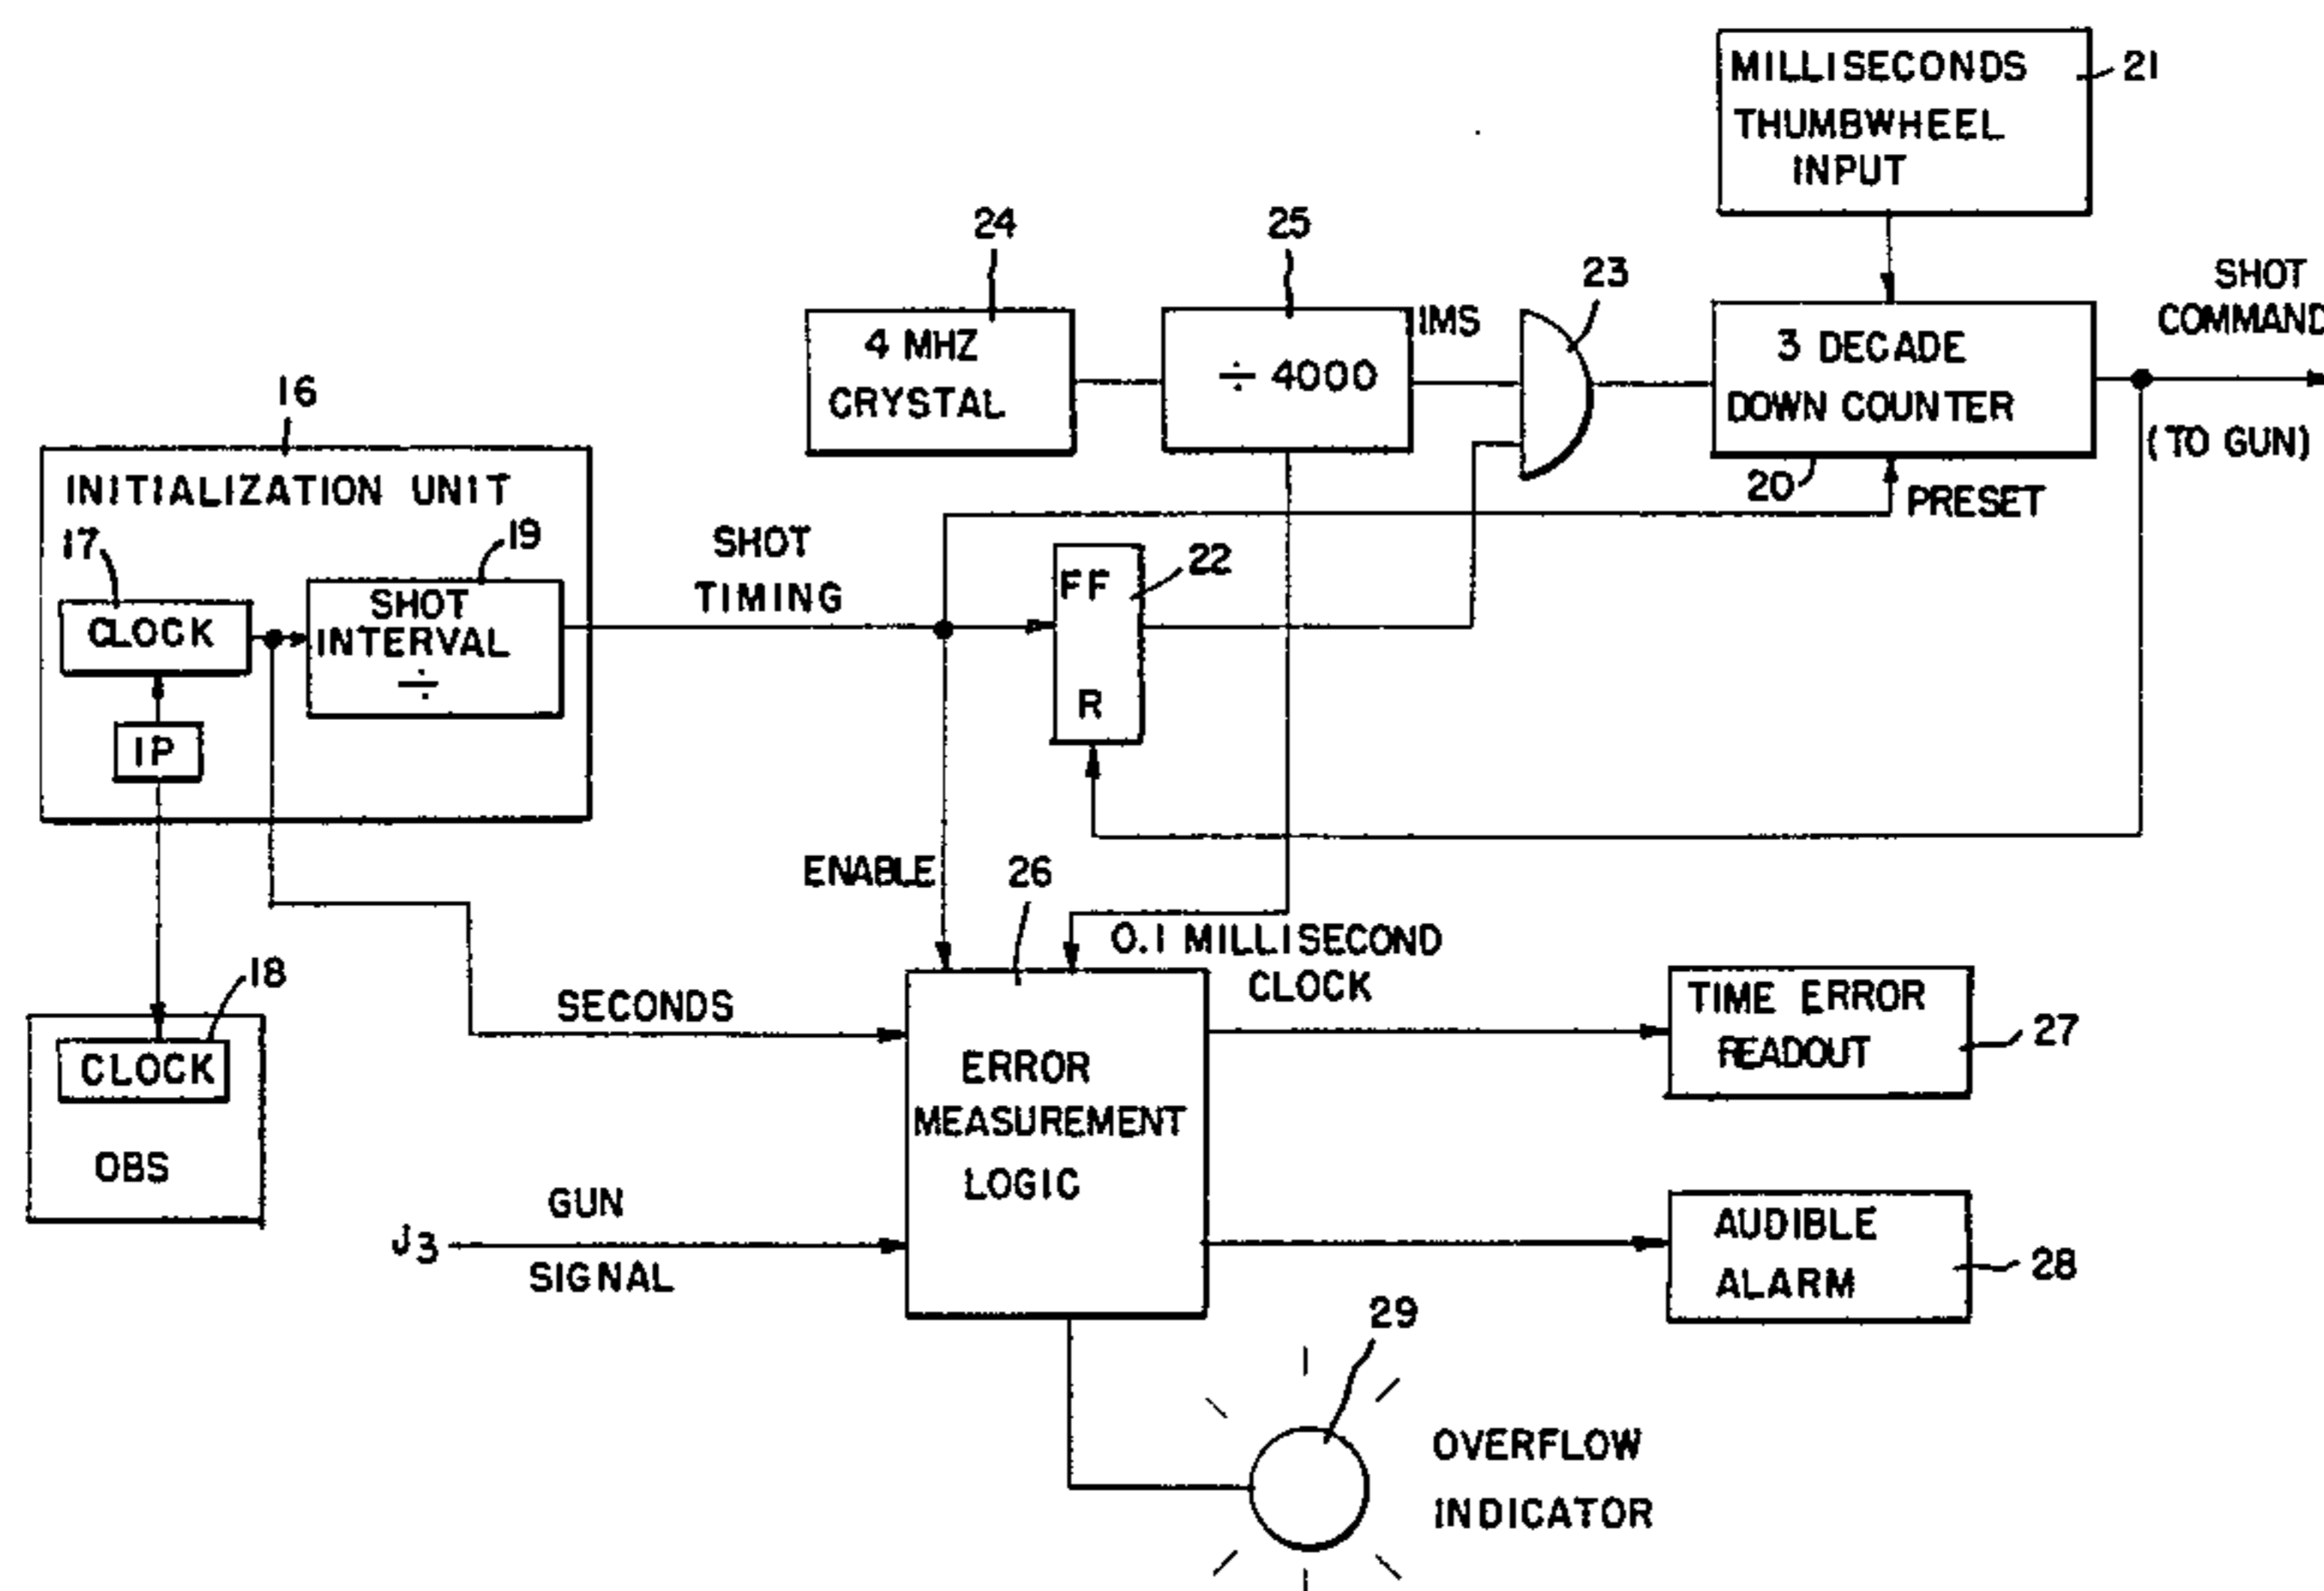 MILLISECONDS
THUMBWHEEL
INPUT
21
24
25
23
4 MHZ
CRYSTAL
÷ 4000
1MS
3 DECADE
DOWN COUNTER
20
PRESET
SHOT
COMMAND
(TO GUN)
16
INITIALIZATION UNIT
17
CLOCK
19
SHOT
INTERVAL
÷
IP
SHOT
TIMING
FF
R
22
ENABLE
26
0.1 MILLISECOND
CLOCK
18
CLOCK
OBS
SECONDS
ERROR
MEASUREMENT
LOGIC
J3
GUN
SIGNAL
TIME ERROR
READOUT
27
AUDIBLE
ALARM
28
29
OVERFLOW
INDICATOR